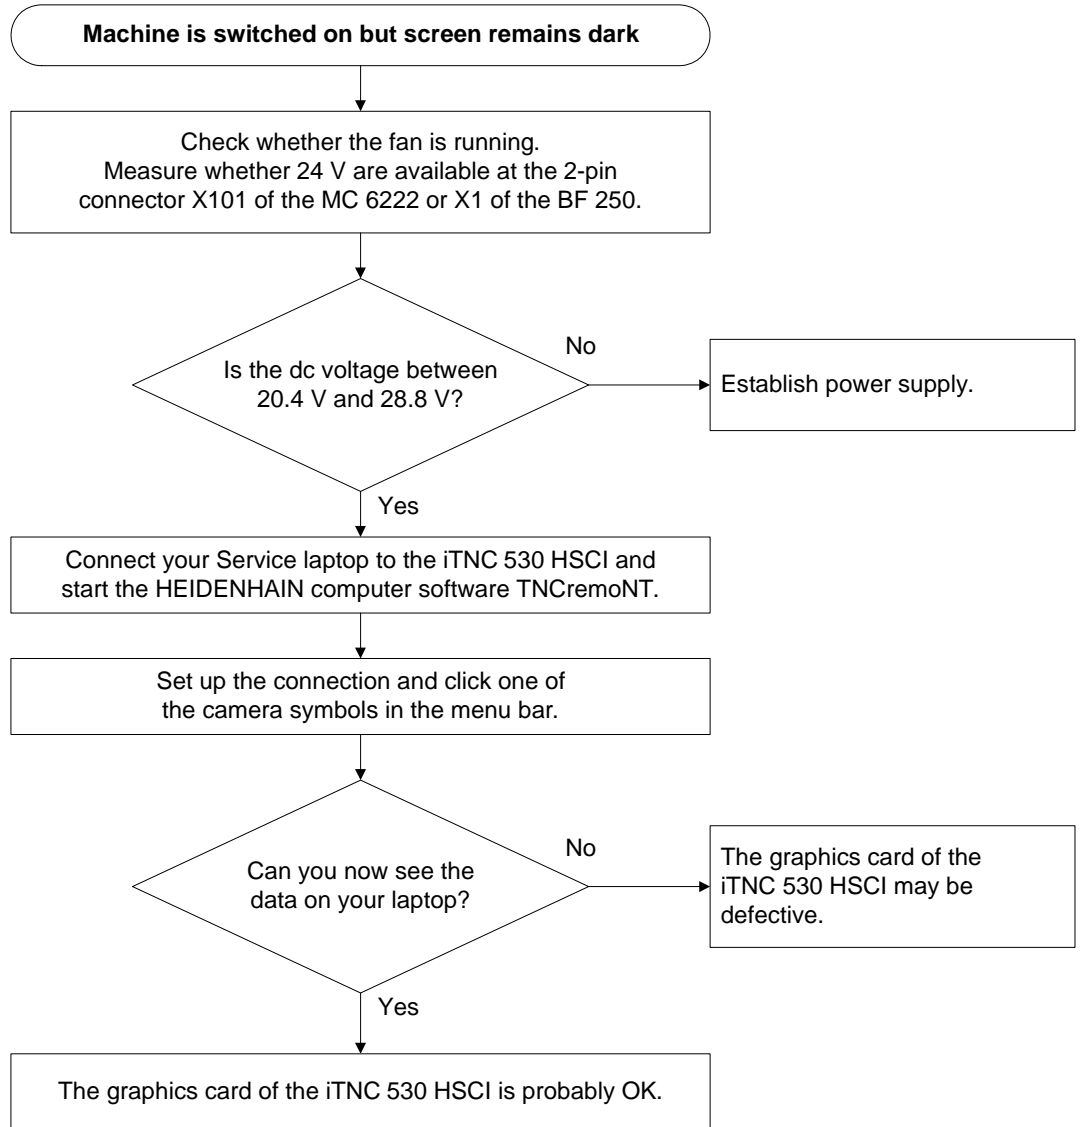 Machine is switched on but screen remains dark
Check whether the fan is running.
Measure whether 24 V are available at the 2-pin
connector X101 of the MC 6222 or X1 of the BF 250.
Is the dc voltage between
20.4 V and 28.8 V?
No
Establish power supply.
Yes
Connect your Service laptop to the iTNC 530 HSCI and
start the HEIDENHAIN computer software TNCremoNT.
Set up the connection and click one of
the camera symbols in the menu bar.
Can you now see the
data on your laptop?
No
The graphics card of the
iTNC 530 HSCI may be
defective.
Yes
The graphics card of the iTNC 530 HSCI is probably OK.